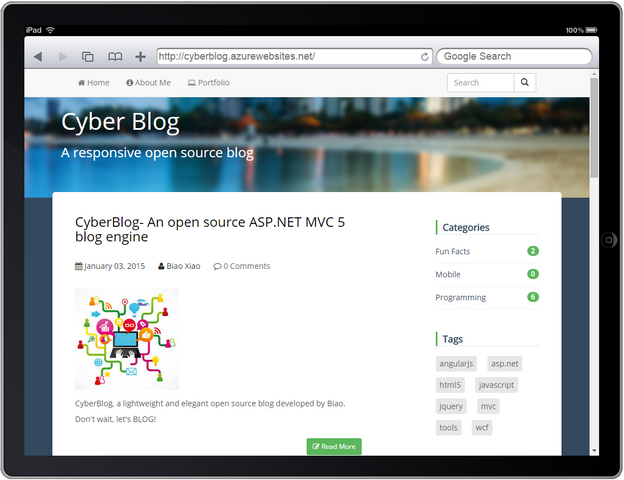 iPad
100%
http://cyberblog.azurewebsites.net/
Google Search
Home
About Me
Portfolio
Search
Cyber Blog
A responsive open source blog
CyberBlog- An open source ASP.NET MVC 5
blog engine
January 03, 2015
Biao Xiao
0 Comments
CyberBlog, a lightweight and elegant open source blog developed by Biao.
Don't wait, let's BLOG!
Read More
Categories
Fun Facts 2
Mobile 0
Programming 6
Tags
angularjs asp.net
html5 javascript
jquery mvc
tools wcf